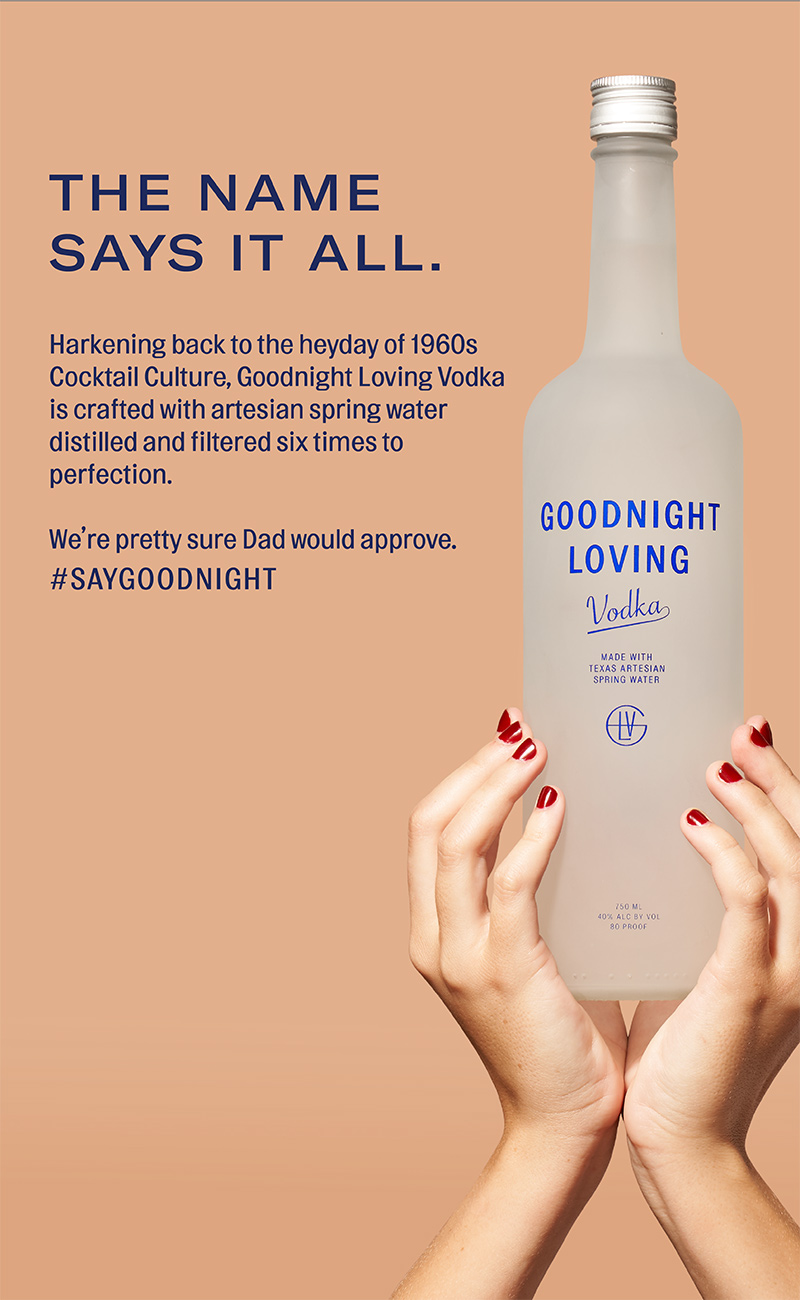 THE NAME
SAYS IT ALL.
Harkening back to the heyday of 1960s
Cocktail Culture, Goodnight Loving Vodka
is crafted with artesian spring water
distilled and filtered six times to
perfection.
We're pretty sure Dad would approve.
#SAYGOODNIGHT
GOODNIGHT
LOVING
Vodka
MADE WITH
TEXAS ARTESIAN
SPRING WATER
GLV
750 ML
40% ALC BY VOL
80 PROOF